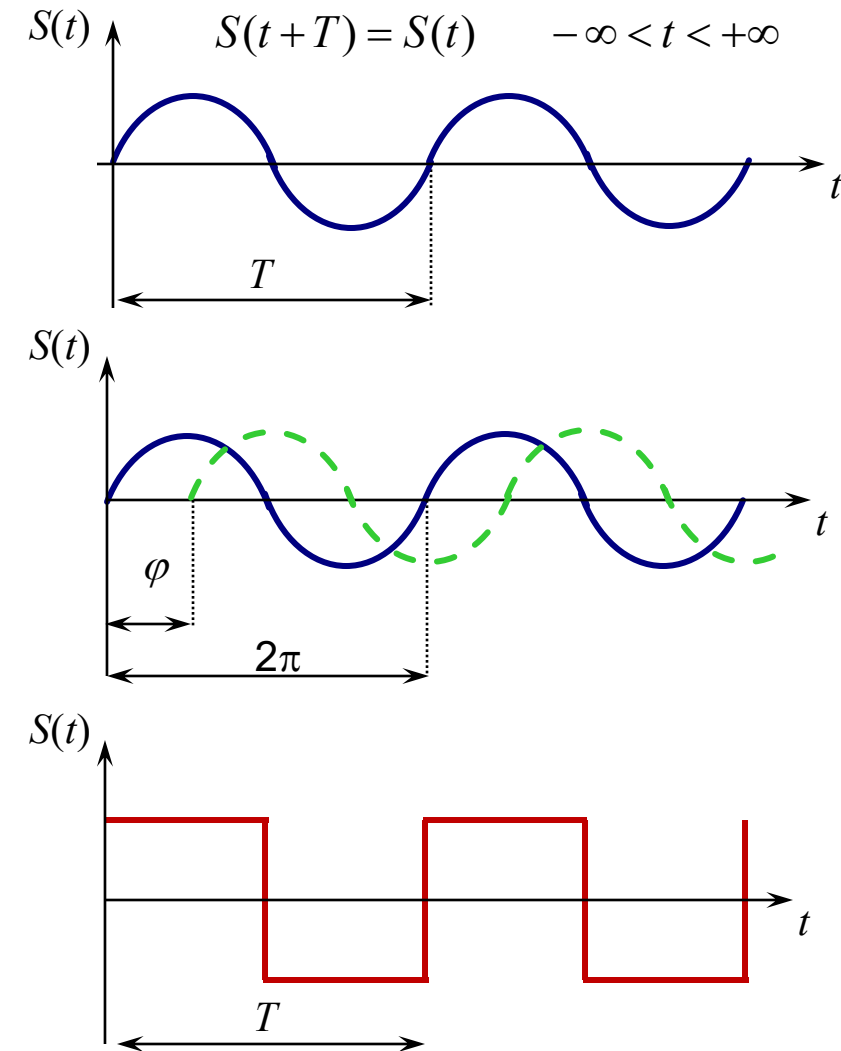 S(t) S(t+T) = S(t) −∞ < t < +∞
t
T
S(t)
t
φ
2π
S(t)
t
T